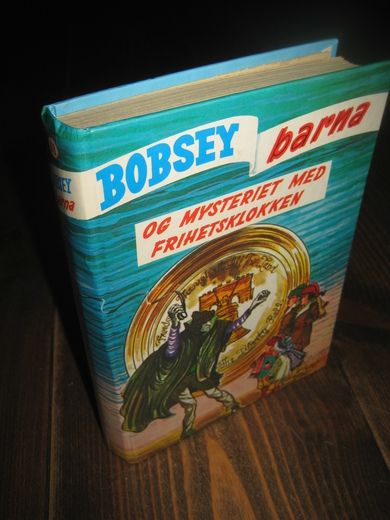 BOBSEY barna
OG MYSTERIET MED
FRIHETSKLOKKEN